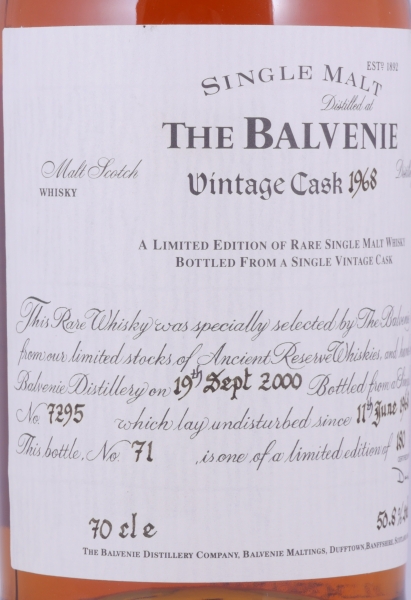 ESTD 1892
SINGLE MALT
Distilled at
THE BALVENIE
Malt Scotch
WHISKY
Vintage Cask 1968
A LIMITED EDITION OF RARE SINGLE MALT WHISKY
BOTTLED FROM A SINGLE VINTAGE CASK
This Rare Whisky was specially selected by The Balvenie
from our limited stocks of Ancient Reserve Whiskies, and
Balvenie Distillery on 19th Sept 2000 Bottled from a
No. 7295 which lay undisturbed since 11th June
This bottle, No. 71 is one of a limited edition of
70 cl e 50.8%
THE BALVENIE DISTILLERY COMPANY, BALVENIE MALTINGS, DUFFTOWN, BANFFSHIRE,